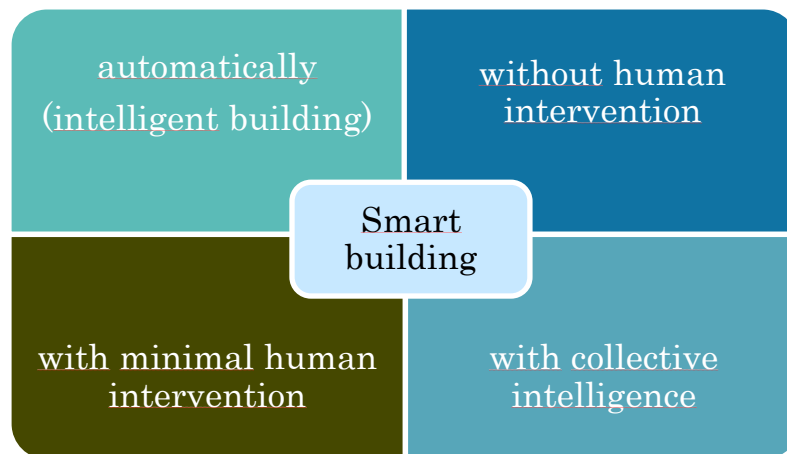 automatically
(intelligent building)
without human
intervention
Smart
building
with minimal human
intervention
with collective
intelligence